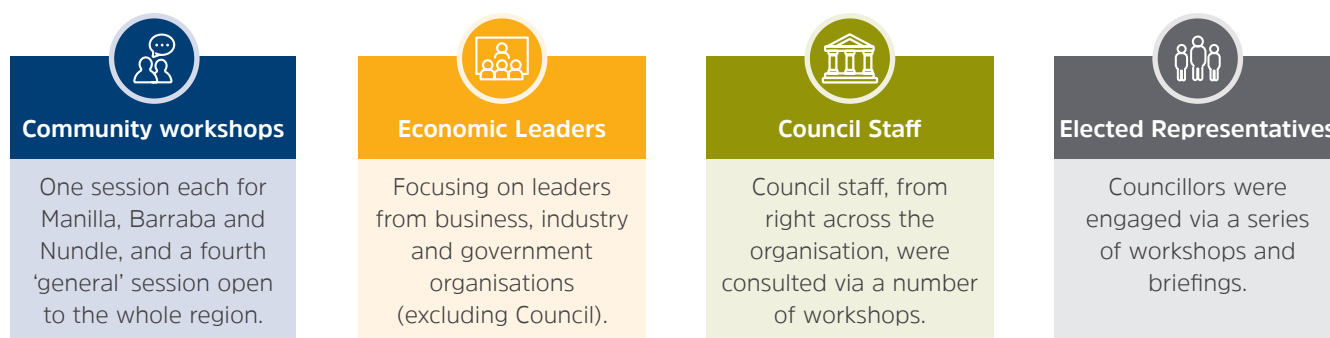 Community workshops
One session each for
Manilla, Barraba and
Nundle, and a fourth
‘general’ session open
to the whole region.
Economic Leaders
Focusing on leaders
from business, industry
and government
organisations
(excluding Council).
Council Staff
Council staff, from
right across the
organisation, were
consulted via a number
of workshops.
Elected Representatives
Councillors were
engaged via a series
of workshops and
briefings.